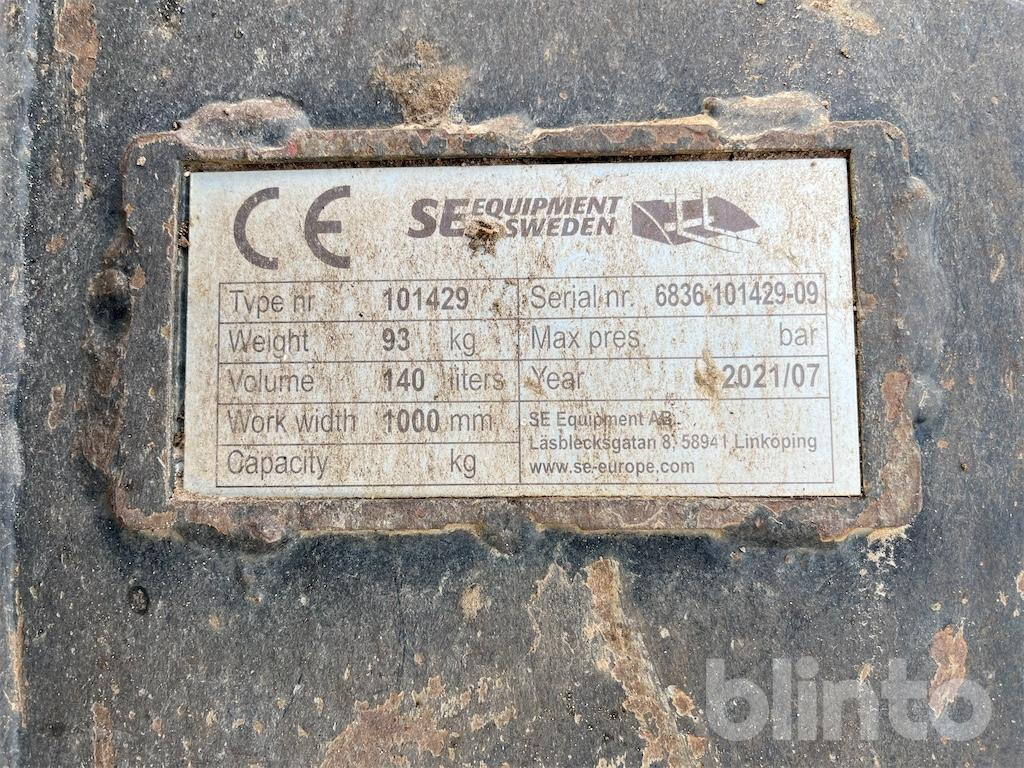 CE SE EQUIPMENT SWEDEN
Type nr 101429 Serial nr. 6836 101429-09
Weight 93 kg Max pres. bar
Volume 140 liters Year 2021/07
Work width 1000 mm SE Equipment AB
Capacity kg Läsblecksgatan 8, 58941 Linköping
www.se-europe.com
blinto